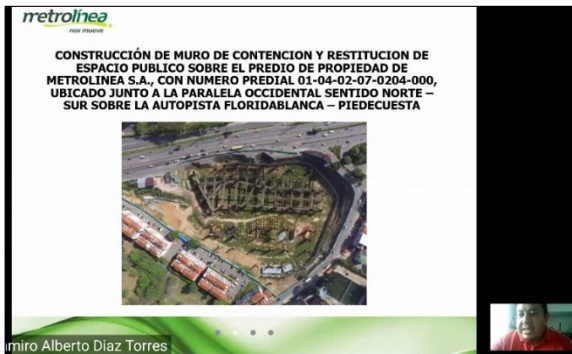 metrolínea
nos mueve
CONSTRUCCIÓN DE MURO DE CONTENCION Y RESTITUCION DE
ESPACIO PUBLICO SOBRE EL PREDIO DE PROPIEDAD DE
METROLINEA S.A., CON NUMERO PREDIAL 01-04-02-07-0204-000,
UBICADO JUNTO A LA PARALELA OCCIDENTAL SENTIDO NORTE –
SUR SOBRE LA AUTOPISTA FLORIDABLANCA – PIEDECUESTA
miro Alberto Diaz Torres